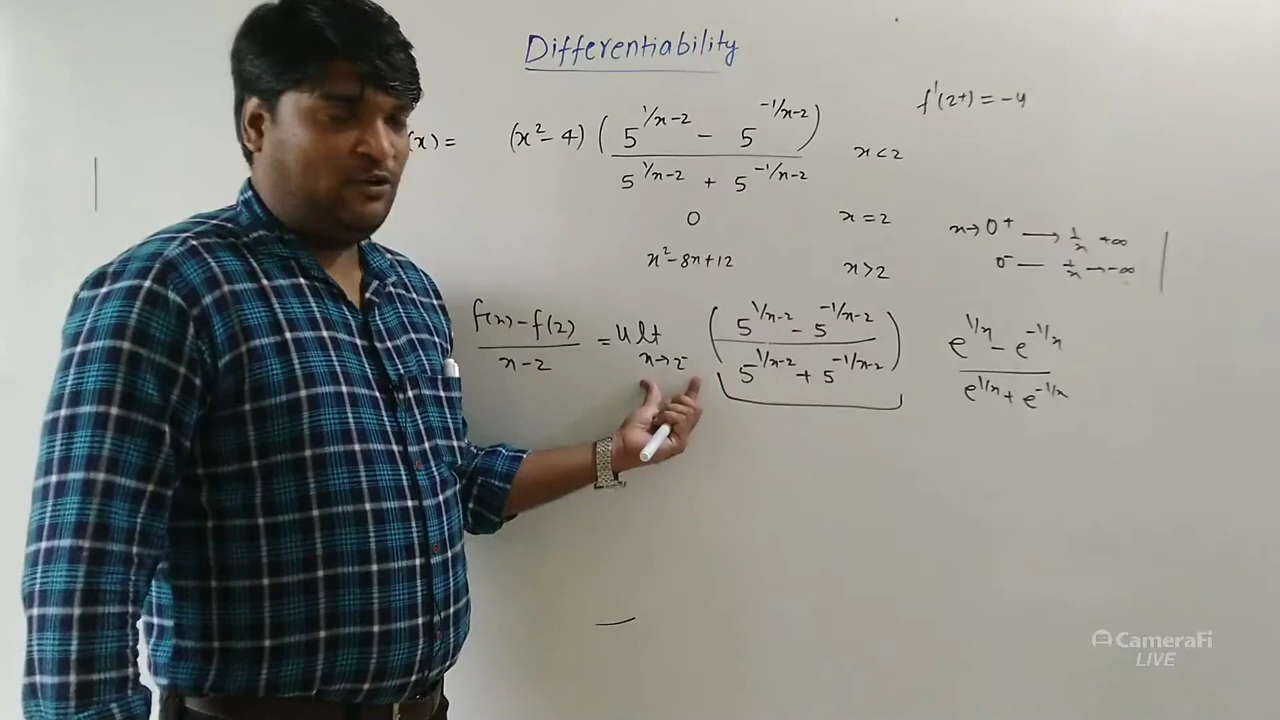 Differentiability
f'(2+) = -4
(x) = (x² - 4) ( 5^{1/x-2} - 5^{-1/x-2} ) / 5^{1/x-2} + 5^{-1/x-2} x < 2
0 x = 2
x² - 8x + 12 x > 2
x → 0⁺ → 1/x +∞
0⁻ — 1/x → -∞
f(x) - f(2) / x - 2 = 4 lt x→2⁻ ( 5^{1/x-2} - 5^{-1/x-2} / 5^{1/x-2} + 5^{-1/x-2} )
e^{1/x} - e^{-1/x} / e^{1/x} + e^{-1/x}
CameraFi
LIVE